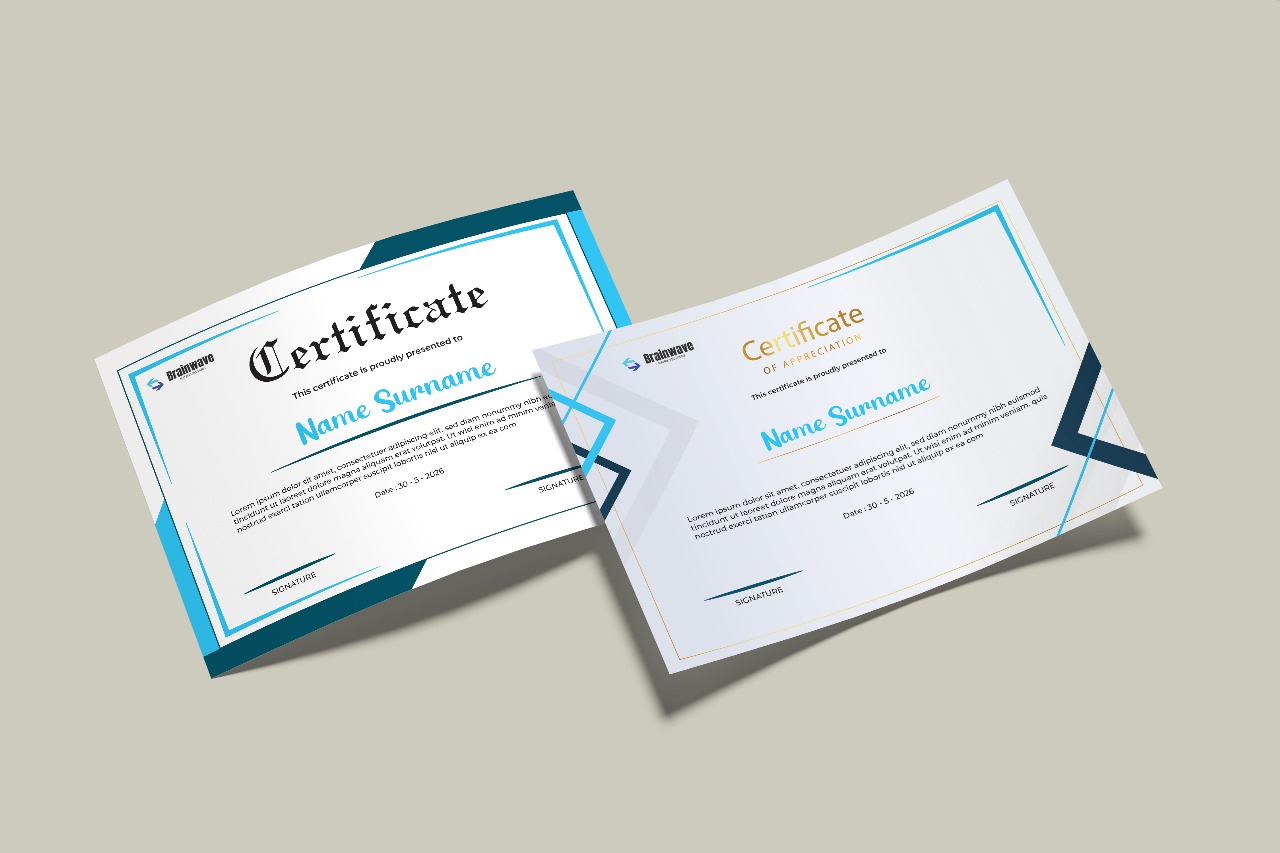 Brainwave
Certificate
This certificate is proudly presented to
Name Surname
Lorem ipsum dolor sit amet, consectetuer adipiscing elit, sed diam nonummy nibh
tincidunt ut laoreet dolore magna aliquam erat volutpat. Ut wisi enim ad minim
nostrud exerci tation ullamcorper suscipit lobortis nisl ut aliquip ex ea com
Date : 30 - 5 - 2026
SIGNATURE
SIGNATURE
Brainwave
Certificate
OF APPRECIATION
This certificate is proudly presented to
Name Surname
Lorem ipsum dolor sit amet, consectetuer adipiscing elit, sed diam nonummy nibh euismod
tincidunt ut laoreet dolore magna aliquam erat volutpat. Ut wisi enim ad minim veniam, quis
nostrud exerci tation ullamcorper suscipit lobortis nisl ut aliquip ex ea com
Date : 30 - 5 - 2026
SIGNATURE
SIGNATURE